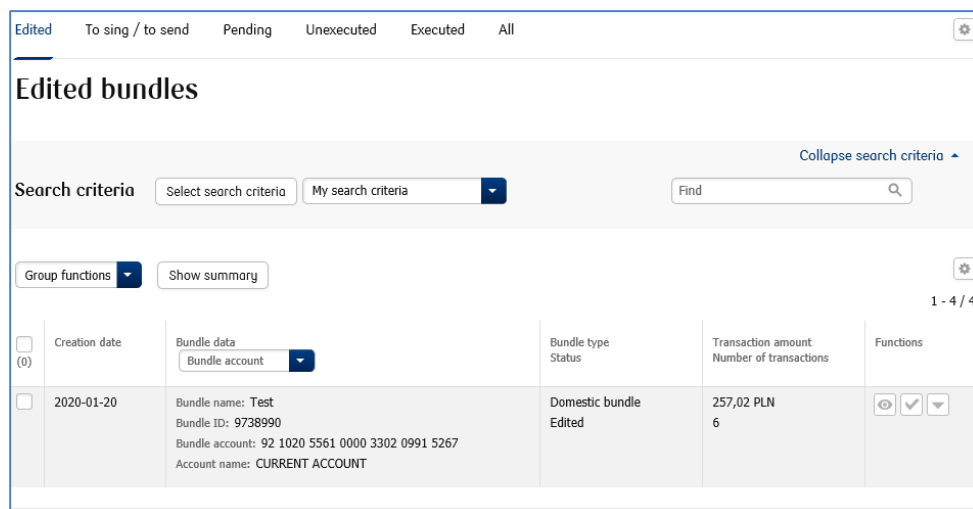 Edited To sing / to send Pending Unexecuted Executed All
Edited bundles
Collapse search criteria
Search criteria Select search criteria My search criteria Find
Group functions Show summary
1 - 4 / 4
(0) Creation date Bundle data Bundle type Transaction amount Functions
Bundle account Status Number of transactions
2020-01-20 Bundle name: Test Domestic bundle 257,02 PLN
Bundle ID: 9738990 Edited 6
Bundle account: 92 1020 5561 0000 3302 0991 5267
Account name: CURRENT ACCOUNT